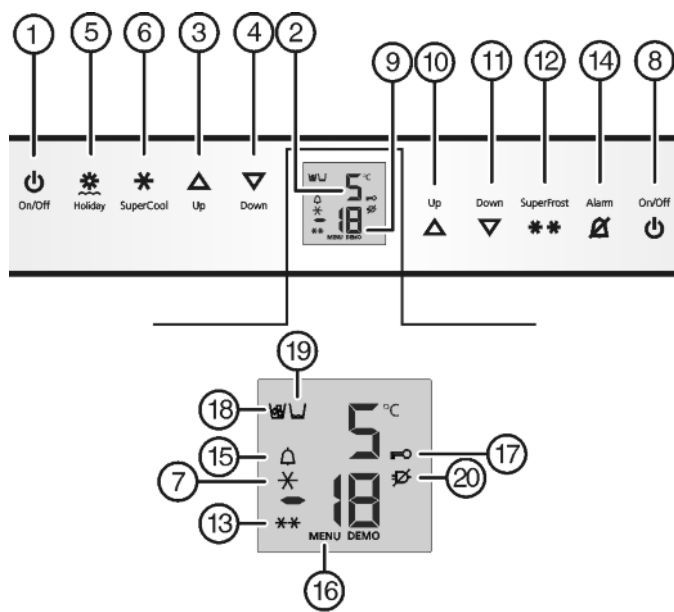 1 5 6 3 4 2 9 10 11 12 14 8
On/Off Holiday SuperCool Up Down
5 °C
18
MENU DEMO
Up Down SuperFrost Alarm On/Off
19
18
5 °C
15
17
7
18
20
13
MENU DEMO
16